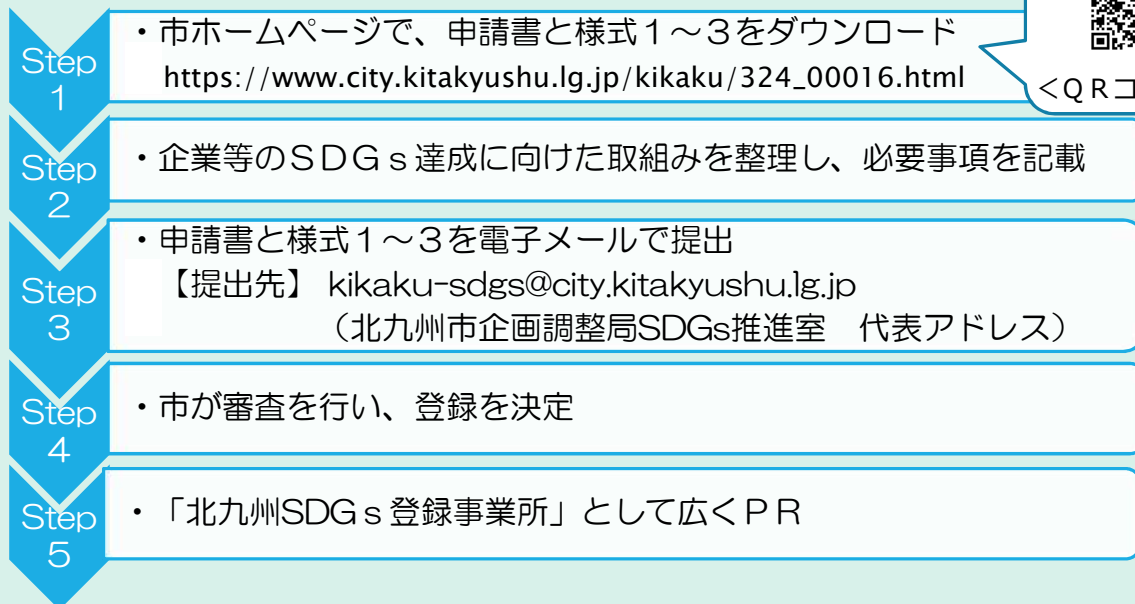 Step
1
・市ホームページで、申請書と様式１～３をダウンロード
https://www.city.kitakyushu.lg.jp/kikaku/324_00016.html
＜ＱＲコ
Step
2
・企業等のＳＤＧｓ達成に向けた取組みを整理し、必要事項を記載
Step
3
・申請書と様式１～３を電子メールで提出
【提出先】 kikaku-sdgs@city.kitakyushu.lg.jp
（北九州市企画調整局SDGs推進室　代表アドレス）
Step
4
・市が審査を行い、登録を決定
Step
5
・「北九州SDGｓ登録事業所」として広くＰＲ